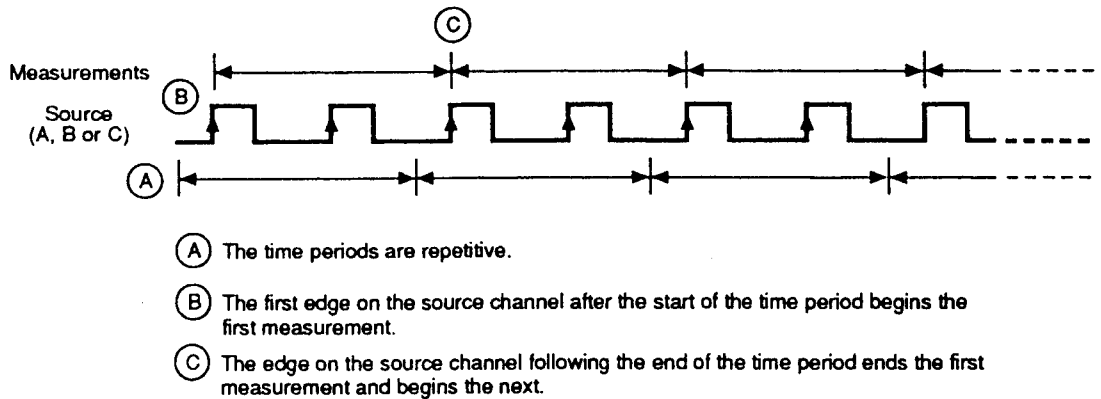 C
Measurements
B
Source
(A, B or C)
A
A The time periods are repetitive.
B The first edge on the source channel after the start of the time period begins the
first measurement.
C The edge on the source channel following the end of the time period ends the first
measurement and begins the next.